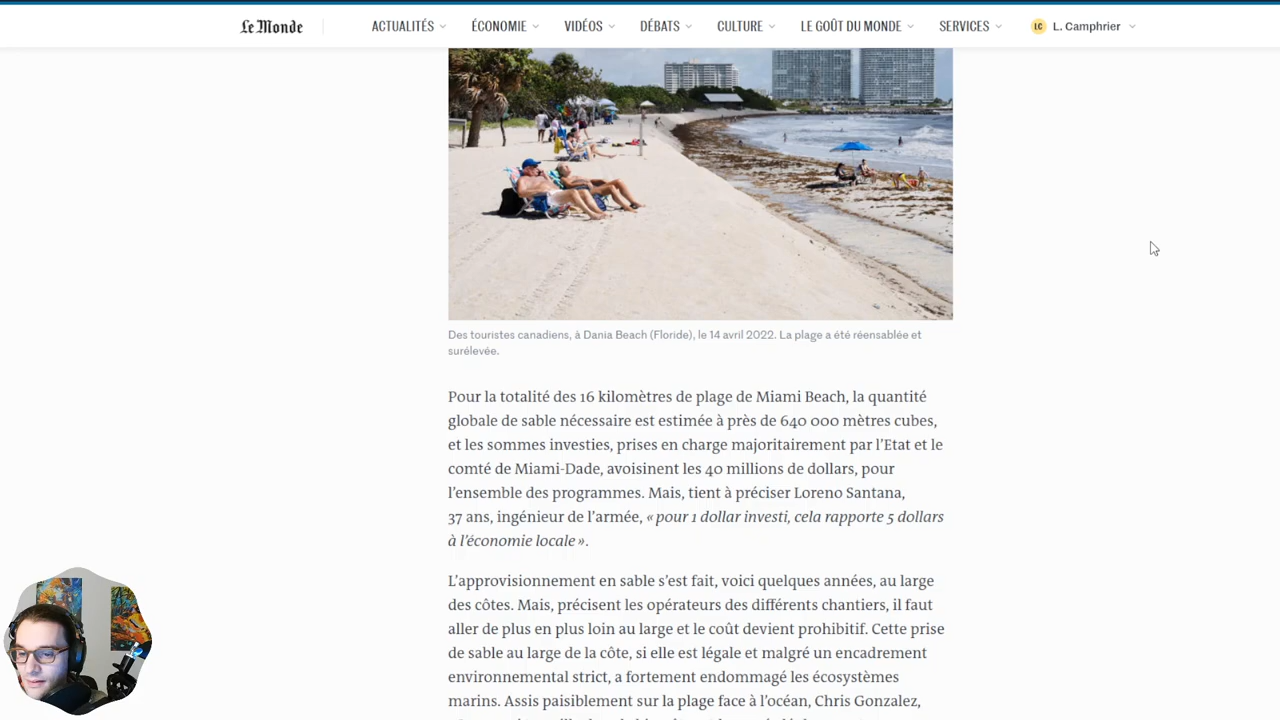 Le Monde
ACTUALITÉS
ÉCONOMIE
VIDÉOS
DÉBATS
CULTURE
LE GOÛT DU MONDE
SERVICES
LC
L. Camphrier
Des touristes canadiens, à Dania Beach (Floride), le 14 avril 2022. La plage a été réensablée et
surélevée.
Pour la totalité des 16 kilomètres de plage de Miami Beach, la quantité
globale de sable nécessaire est estimée à près de 640 000 mètres cubes,
et les sommes investies, prises en charge majoritairement par l’Etat et le
comté de Miami-Dade, avoisinent les 40 millions de dollars, pour
l’ensemble des programmes. Mais, tient à préciser Loreno Santana,
37 ans, ingénieur de l’armée, « pour 1 dollar investi, cela rapporte 5 dollars
à l’économie locale ».
L’approvisionnement en sable s’est fait, voici quelques années, au large
des côtes. Mais, précisent les opérateurs des différents chantiers, il faut
aller de plus en plus loin au large et le coût devient prohibitif. Cette prise
de sable au large de la côte, si elle est légale et malgré un encadrement
environnemental strict, a fortement endommagé les écosystèmes
marins. Assis paisiblement sur la plage face à l’océan, Chris Gonzalez,